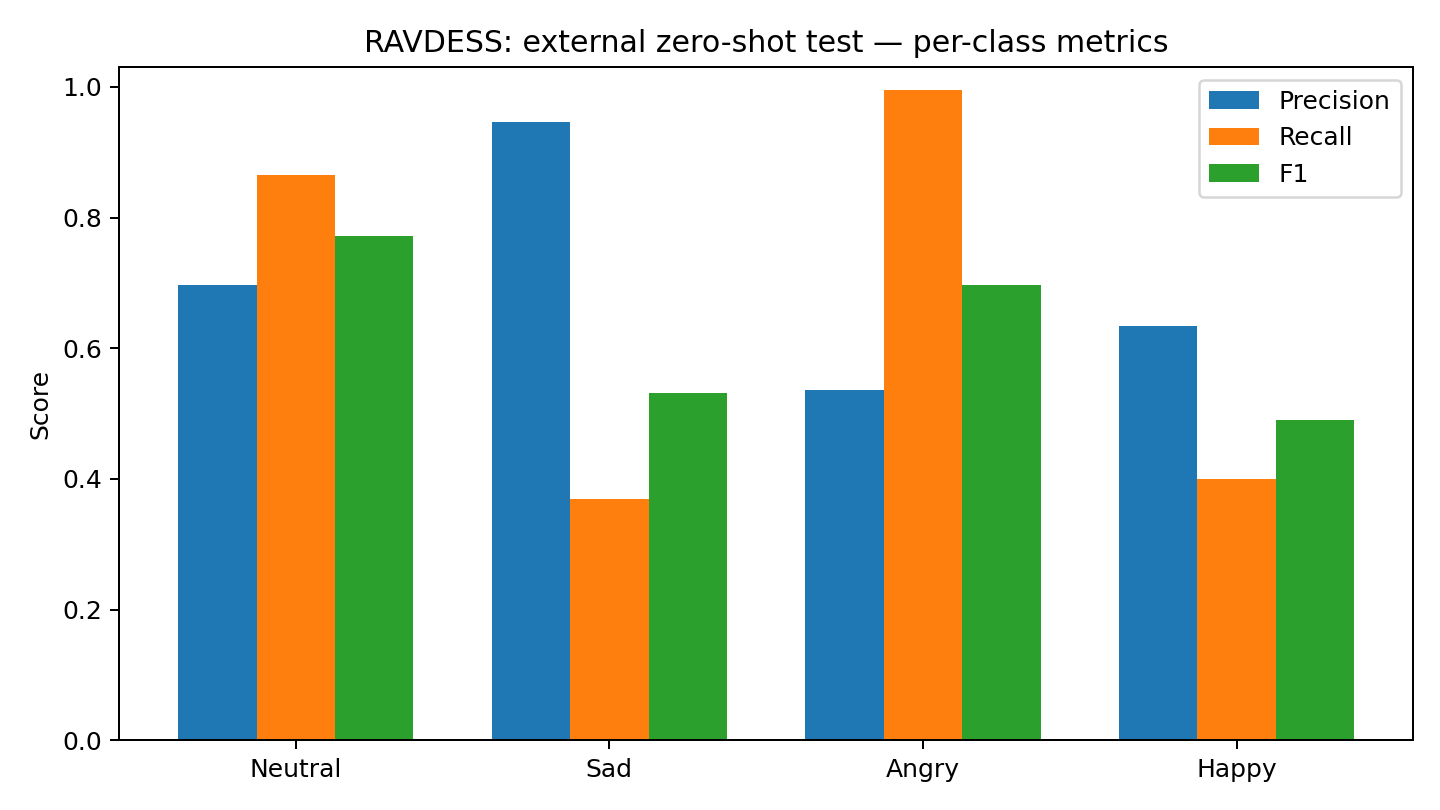 RAVDESS: external zero-shot test — per-class metrics
1.0
0.8
0.6
0.4
0.2
0.0
Score
Precision
Recall
F1
Neutral
Sad
Angry
Happy